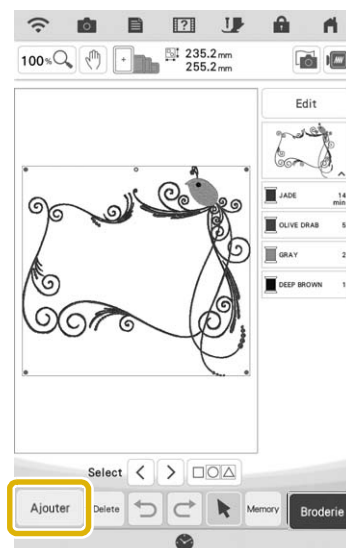 100%
235.2 mm
255.2 mm
Edit
JADE 14 min
OLIVE DRAB 5
GRAY 2
DEEP BROWN 1
Select
Ajouter Delete Memory Broderie